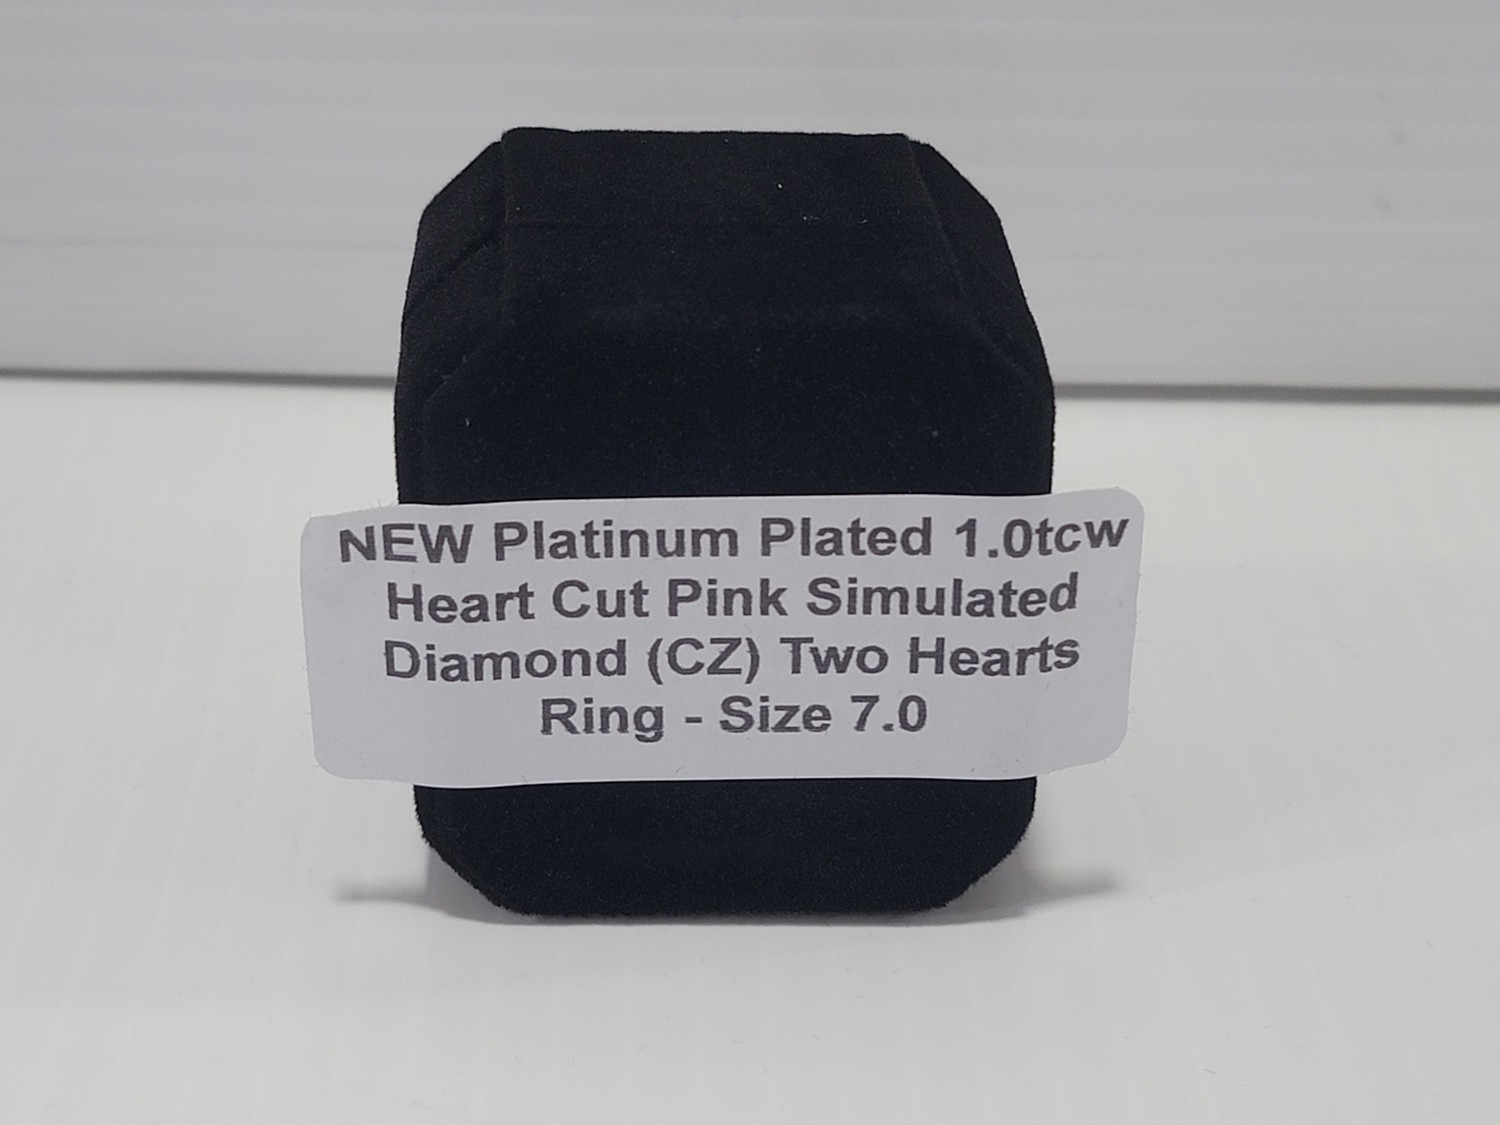 NEW Platinum Plated 1.0tcw
Heart Cut Pink Simulated
Diamond (CZ) Two Hearts
Ring - Size 7.0